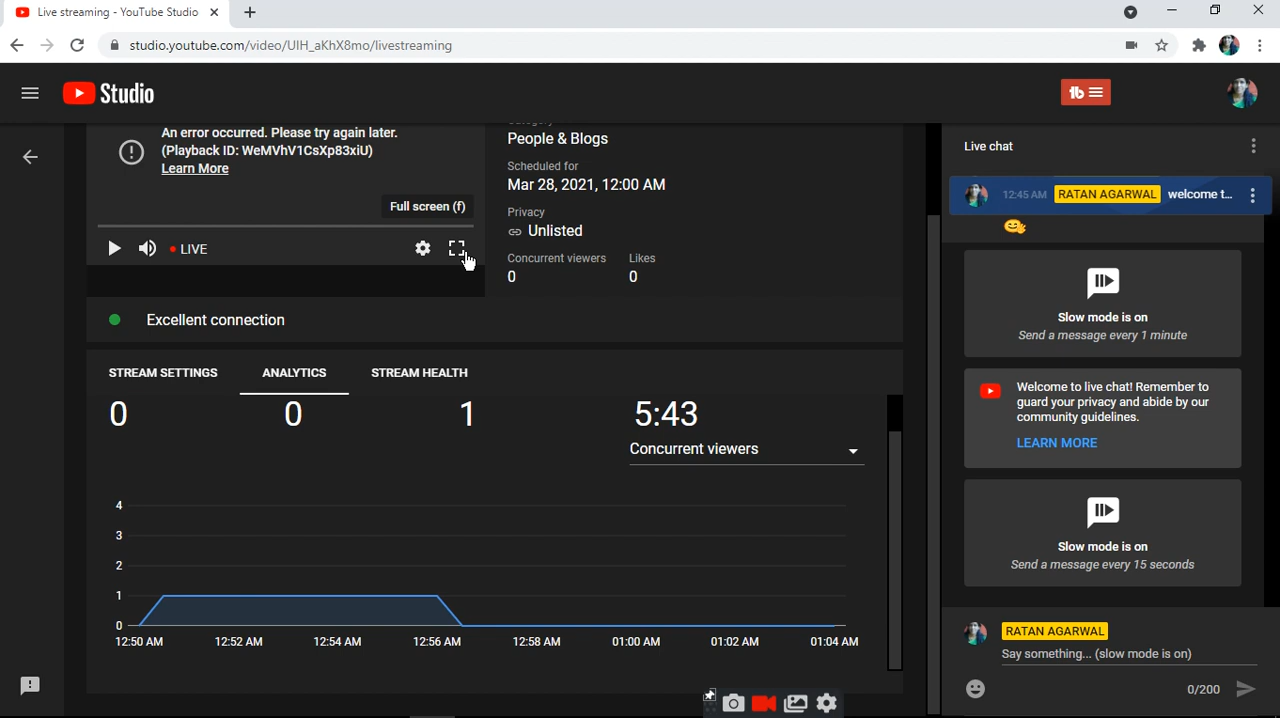 Live streaming - YouTube Studio
studio.youtube.com/video/UIH_aKhX8mo/livestreaming
Studio
An error occurred. Please try again later.
(Playback ID: WeMVhV1CsXp83xiU)
Learn More
Full screen (f)
LIVE
People & Blogs
Scheduled for
Mar 28, 2021, 12:00 AM
Privacy
Unlisted
Concurrent viewers Likes
0 0
Excellent connection
STREAM SETTINGS ANALYTICS STREAM HEALTH
0 0 1 5:43
Concurrent viewers
4
3
2
1
0
12:50 AM 12:52 AM 12:54 AM 12:56 AM 12:58 AM 01:00 AM 01:02 AM 01:04 AM
Live chat
12:45 AM RATAN AGARWAL welcome t...
Slow mode is on
Send a message every 1 minute
Welcome to live chat! Remember to
guard your privacy and abide by our
community guidelines.
LEARN MORE
Slow mode is on
Send a message every 15 seconds
RATAN AGARWAL
Say something... (slow mode is on)
0/200